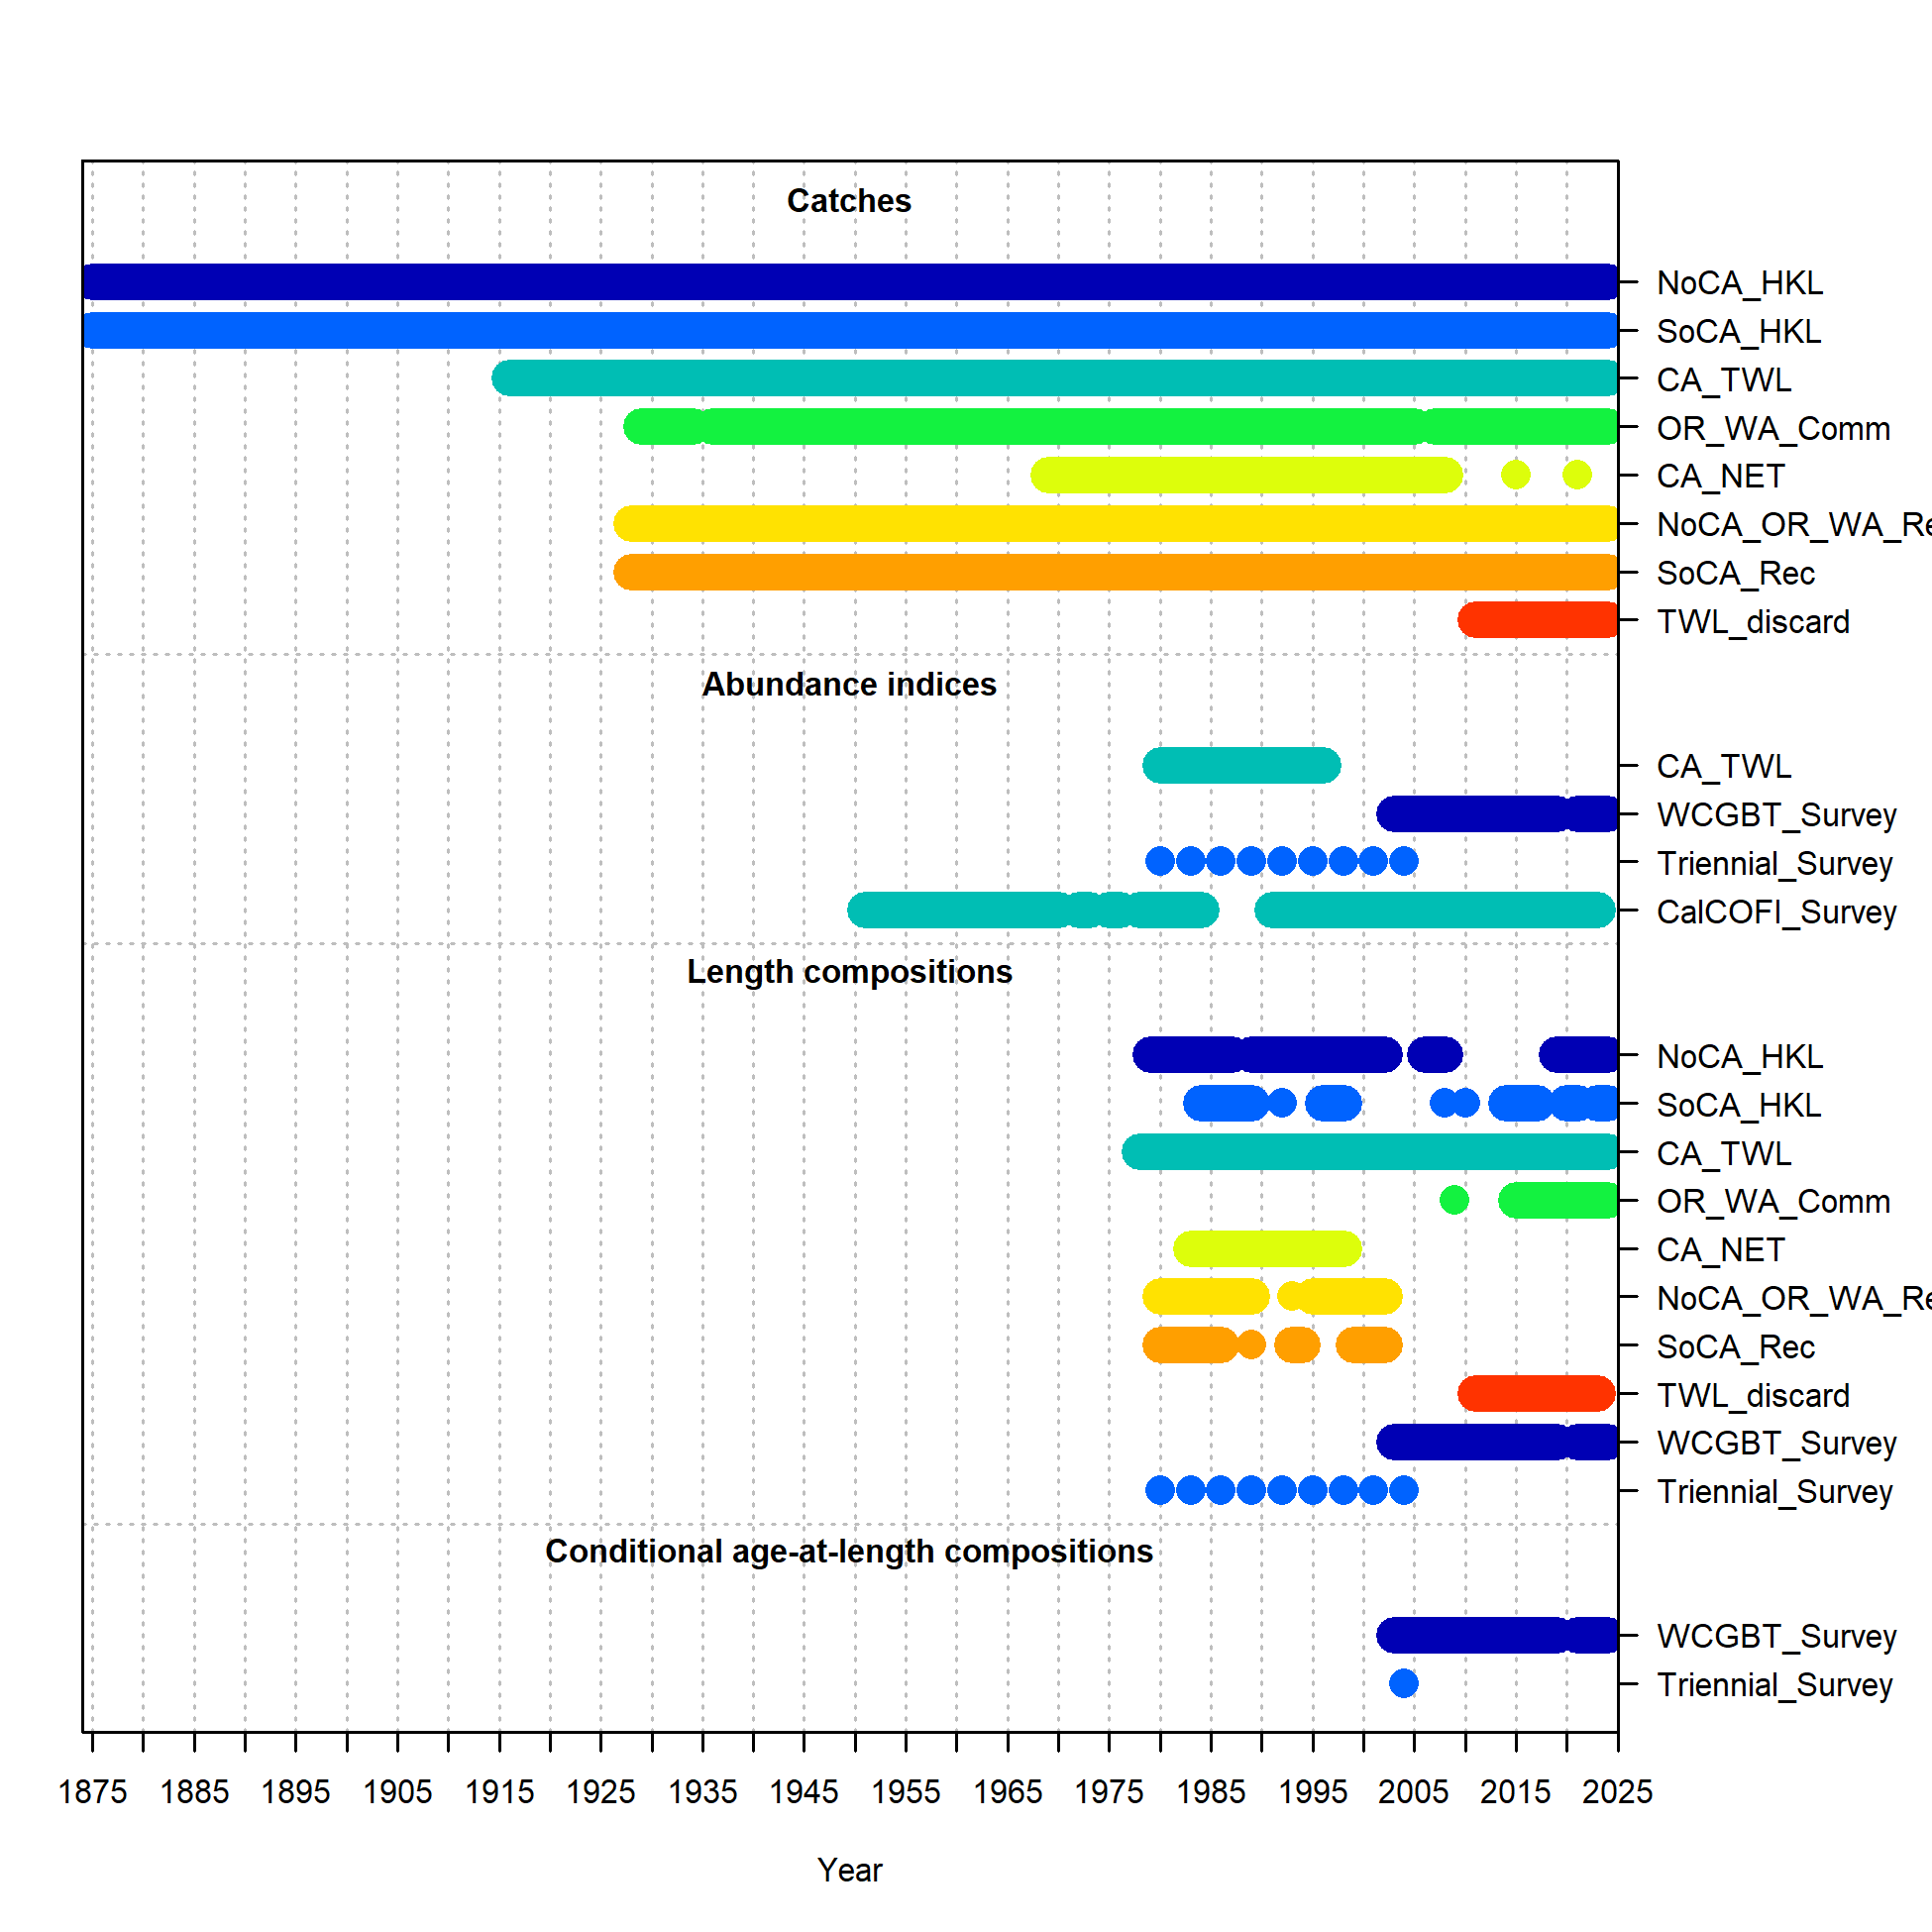 Catches
NoCA_HKL
SoCA_HKL
CA_TWL
OR_WA_Comm
CA_NET
NoCA_OR_WA_Re
SoCA_Rec
TWL_discard
Abundance indices
CA_TWL
WCGBT_Survey
Triennial_Survey
CalCOFI_Survey
Length compositions
NoCA_HKL
SoCA_HKL
CA_TWL
OR_WA_Comm
CA_NET
NoCA_OR_WA_Re
SoCA_Rec
TWL_discard
WCGBT_Survey
Triennial_Survey
Conditional age-at-length compositions
WCGBT_Survey
Triennial_Survey
1875 1885 1895 1905 1915 1925 1935 1945 1955 1965 1975 1985 1995 2005 2015 2025
Year